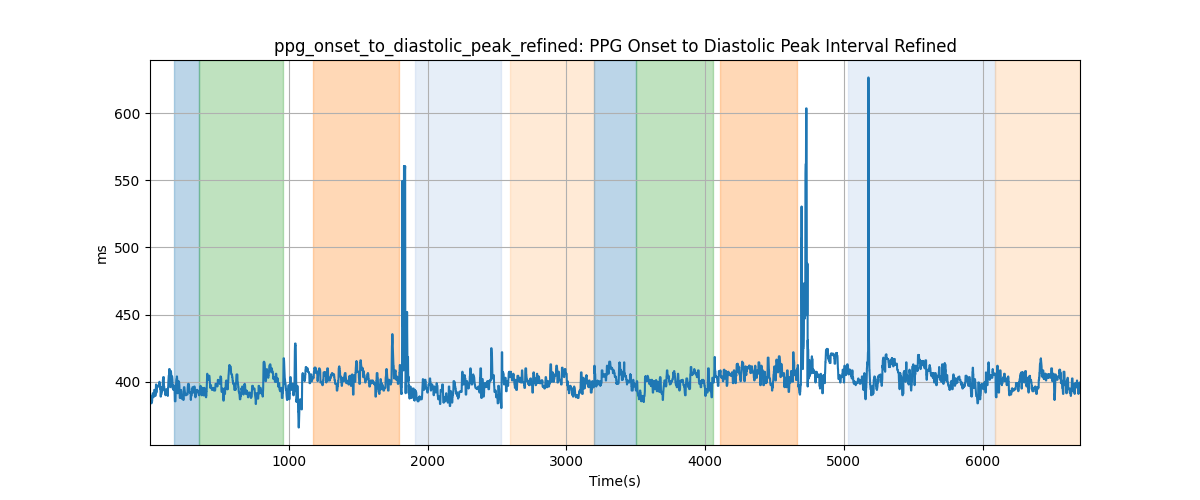 ppg_onset_to_diastolic_peak_refined: PPG Onset to Diastolic Peak Interval Refined
600
550
500
450
400
ms
1000 2000 3000 4000 5000 6000
Time(s)